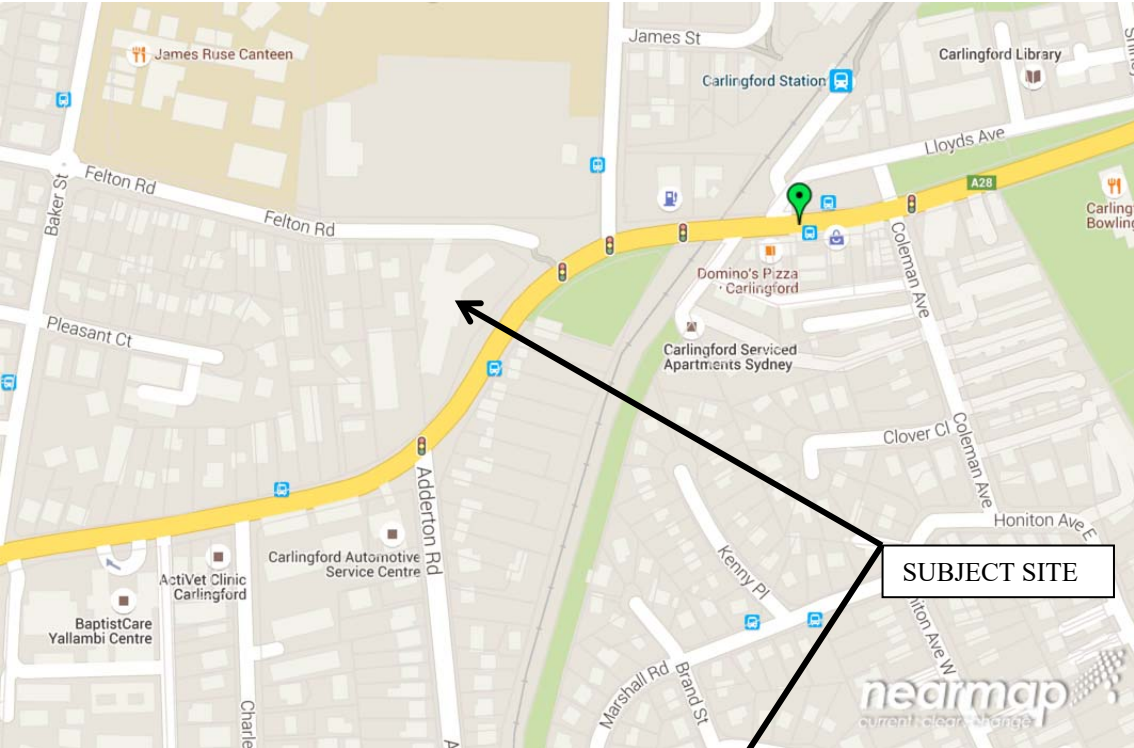 James St
James Ruse Canteen
Carlingford Station
Carlingford Library
Lloyds Ave
Felton Rd
Baker St
A28
Felton Rd
Coleman Ave
Domino's Pizza
Carlingford
Pleasant Ct
Carlingford Serviced
Apartments Sydney
Clover Cl
Coleman Ave
Adderton Rd
Honiton Ave E
Carlingford Automotive
Service Centre
ActiVet Clinic
Carlingford
Kenny Pl
SUBJECT SITE
BaptistCare
Yallambi Centre
Marshall Rd
Brand St
nearmap
current clear change